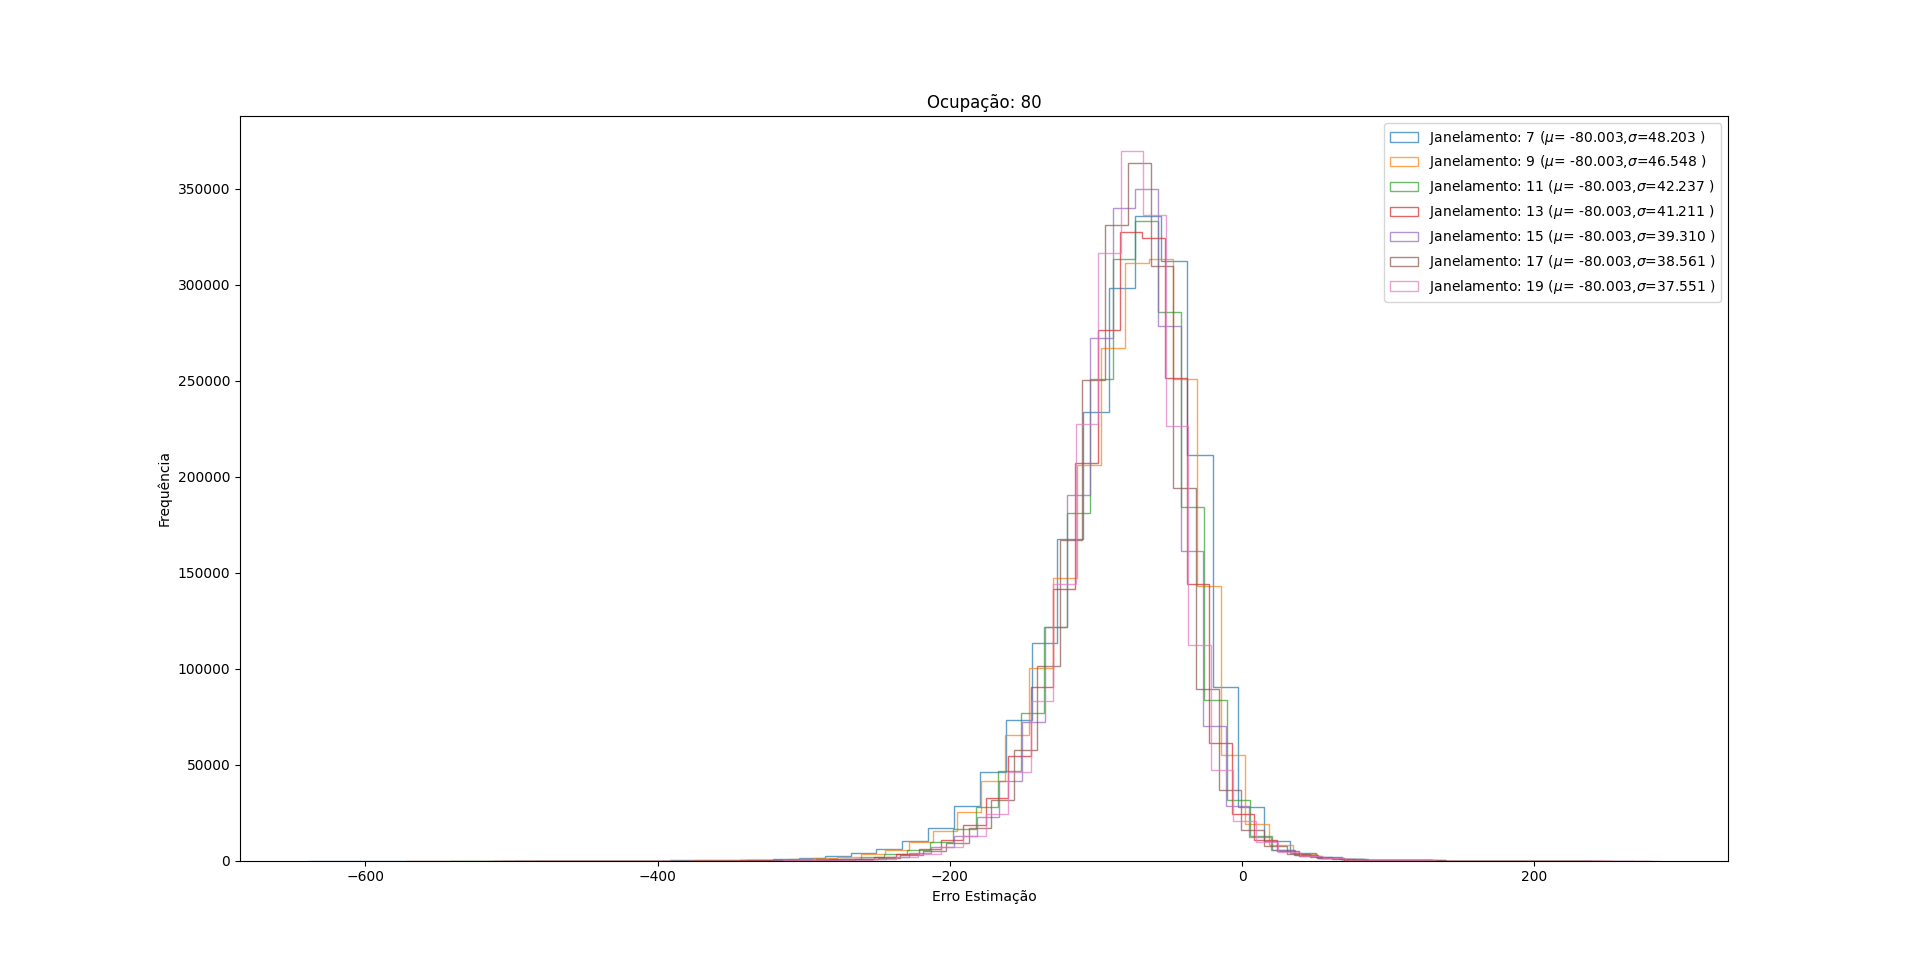 Ocupação: 80
Janelamento: 7 (μ= -80.003,σ=48.203 )
Janelamento: 9 (μ= -80.003,σ=46.548 )
Janelamento: 11 (μ= -80.003,σ=42.237 )
Janelamento: 13 (μ= -80.003,σ=41.211 )
Janelamento: 15 (μ= -80.003,σ=39.310 )
Janelamento: 17 (μ= -80.003,σ=38.561 )
Janelamento: 19 (μ= -80.003,σ=37.551 )
350000
300000
250000
200000
150000
100000
50000
0
Frequência
−600 −400 −200 0 200
Erro Estimação